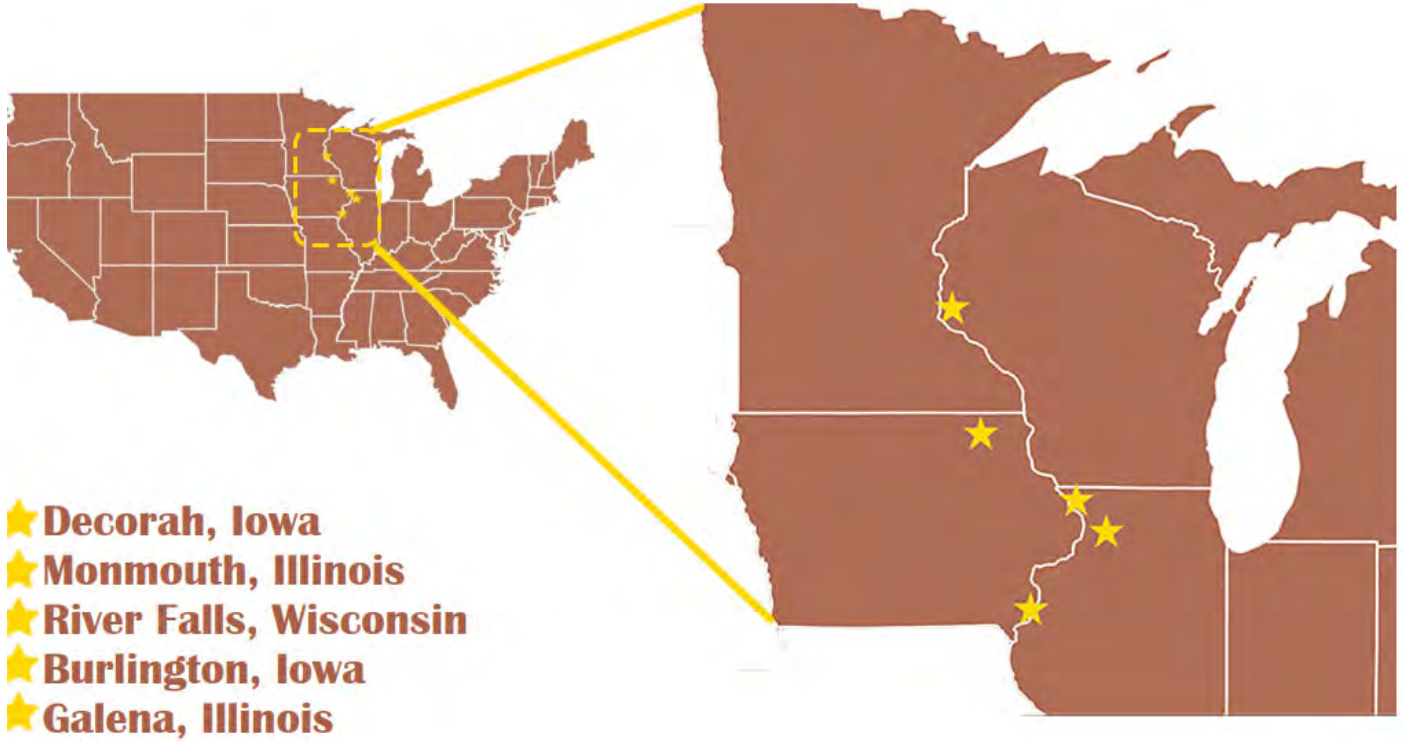 Decorah, Iowa
Monmouth, Illinois
River Falls, Wisconsin
Burlington, Iowa
Galena, Illinois